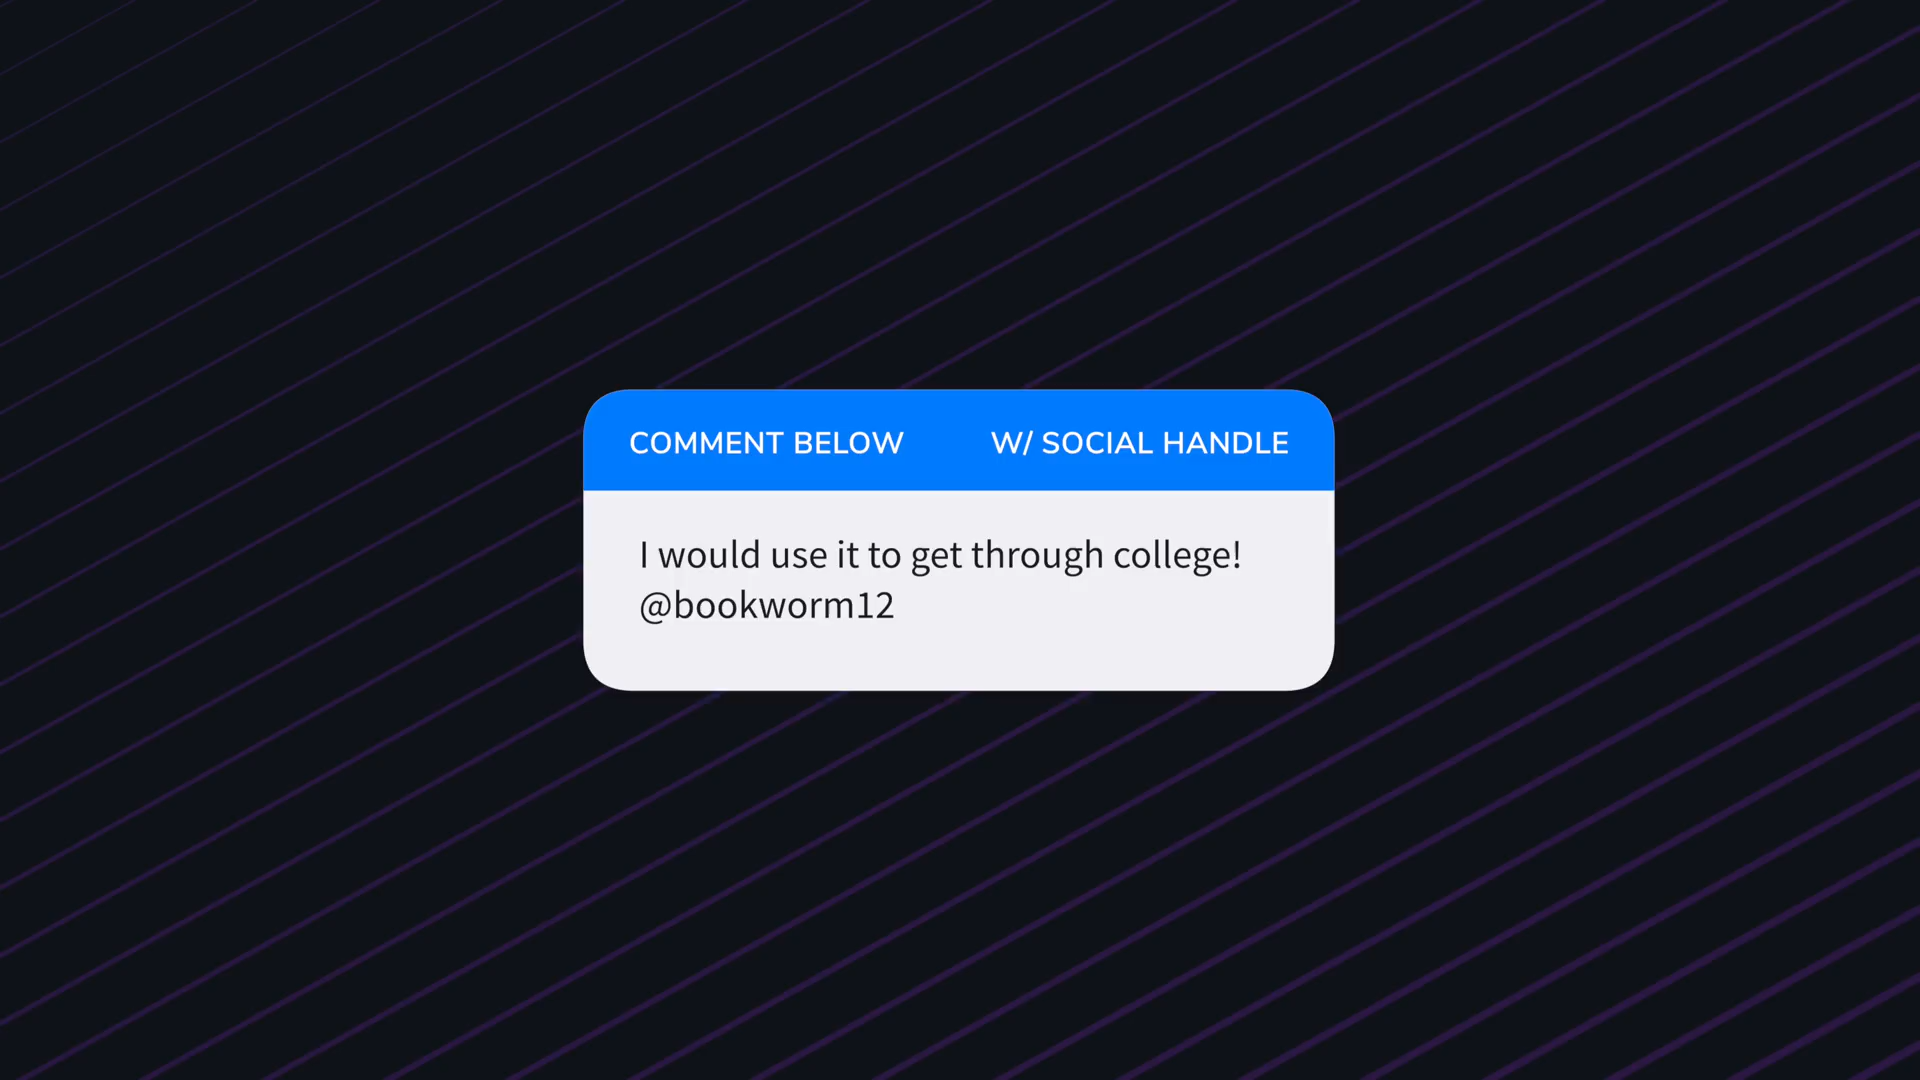 COMMENT BELOW W/ SOCIAL HANDLE
I would use it to get through college!
@bookworm12